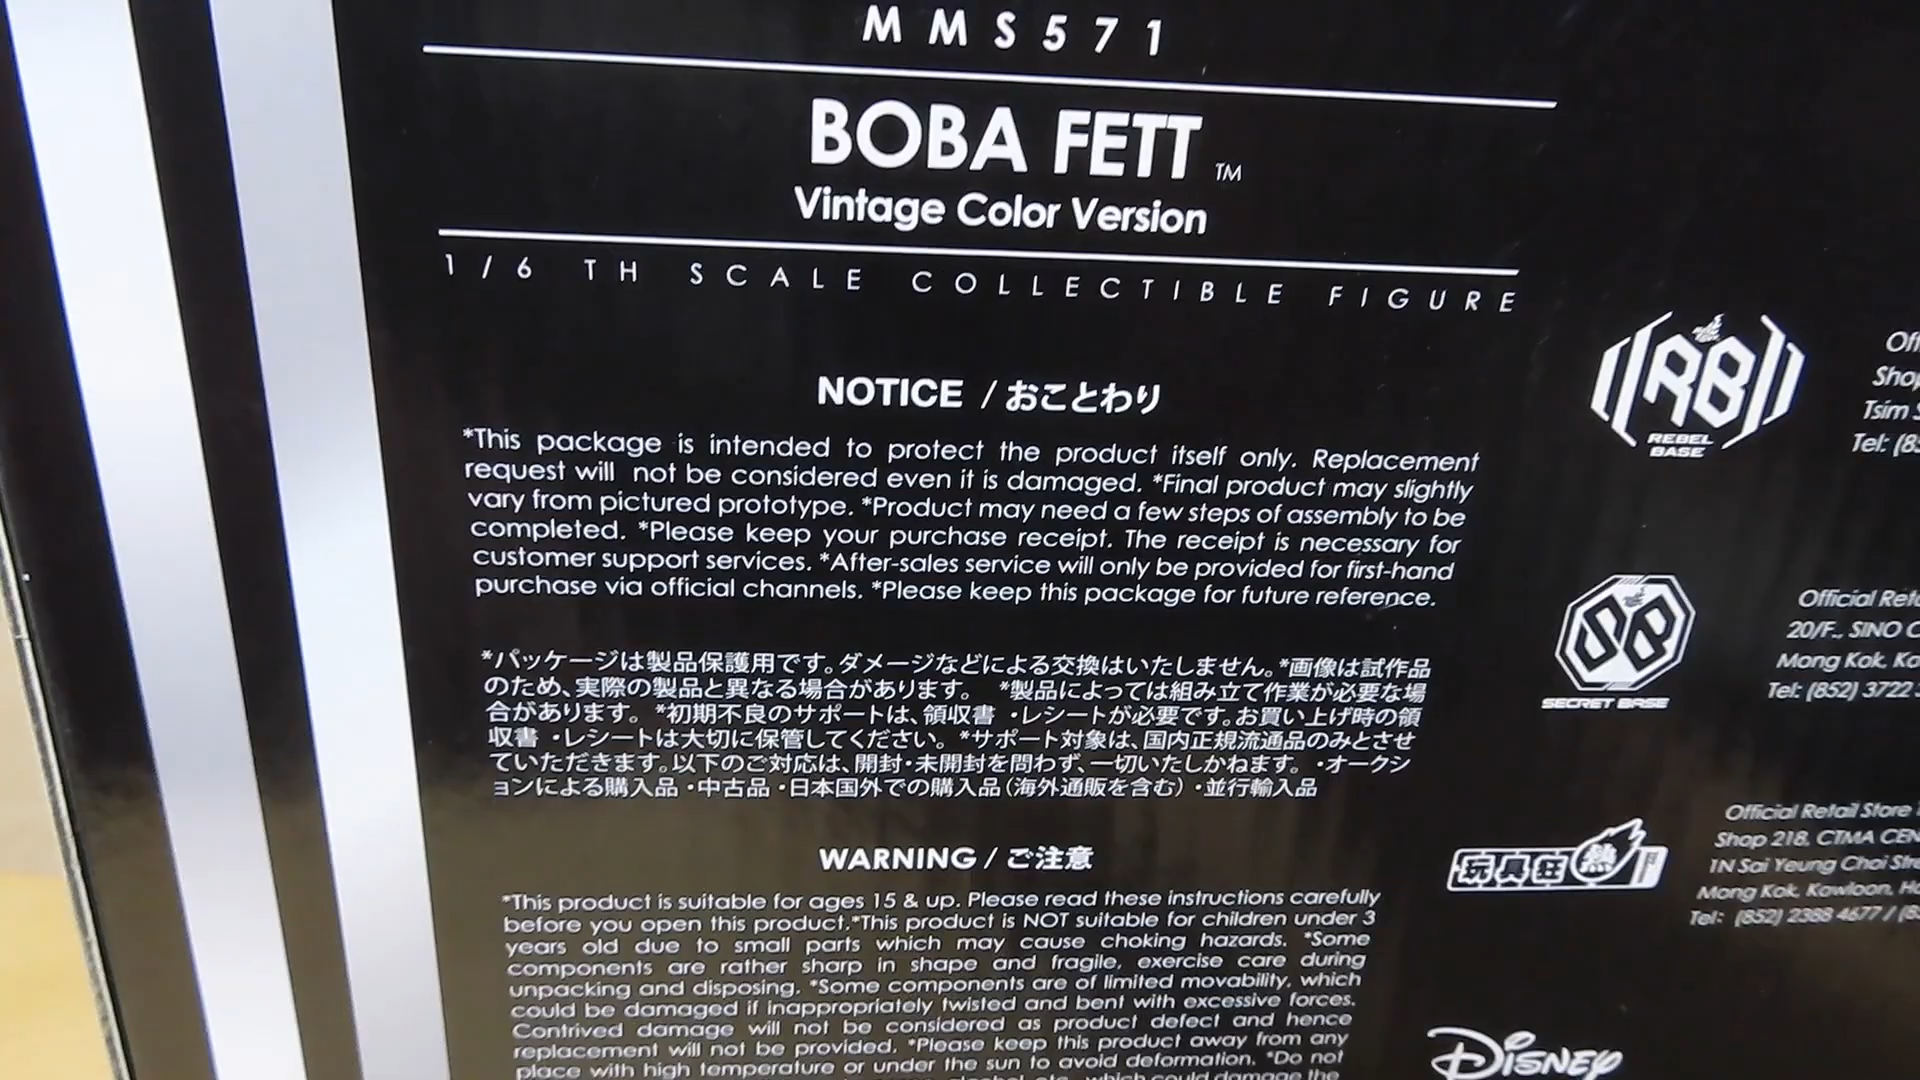 MMS571
BOBA FETT ™
Vintage Color Version
1/6 TH SCALE COLLECTIBLE FIGURE
NOTICE / おことわり
*This package is intended to protect the product itself only. Replacement
request will not be considered even it is damaged. *Final product may slightly
vary from pictured prototype. *Product may need a few steps of assembly to be
completed. *Please keep your purchase receipt. The receipt is necessary for
customer support services. *After-sales service will only be provided for first-hand
purchase via official channels. *Please keep this package for future reference.
*パッケージは製品保護用です。ダメージなどによる交換はいたしません。*画像は試作品
のため、実際の製品と異なる場合があります。 *製品によっては組み立て作業が必要な場
合があります。 *初期不良のサポートは、領収書・レシートが必要です。お買い上げ時の領
収書・レシートは大切に保管してください。 *サポート対象は、国内正規流通品のみとさせ
ていただきます。以下のご対応は、開封・未開封を問わず、一切いたしかねます。 ・オークシ
ョンによる購入品・中古品・日本国外での購入品（海外通販を含む）・並行輸入品
WARNING / ご注意
*This product is suitable for ages 15 & up. Please read these instructions carefully
before you open this product.*This product is NOT suitable for children under 3
years old due to small parts which may cause choking hazards. *Some
components are rather sharp in shape and fragile, exercise care during
unpacking and disposing. *Some components are of limited movability, which
could be damaged if inappropriately twisted and bent with excessive forces.
Contrived damage will not be considered as product defect and hence
replacement will not be provided. *Please keep this product away from any
place with high temperature or under the sun to avoid deformation. *Do not
which could damage the
RB
REBEL
BASE
Tsim
Tel:
SB
SECRET BASE
Official
20/F., SINO
Mong Kok,
Tel: (852) 3722
玩具狂熱
Official Retail Store
Shop 218, CTMA
1N Sai Yeung Choi
Mong Kok, Kowloon,
Tel: (852) 2388 4677 /
Disney